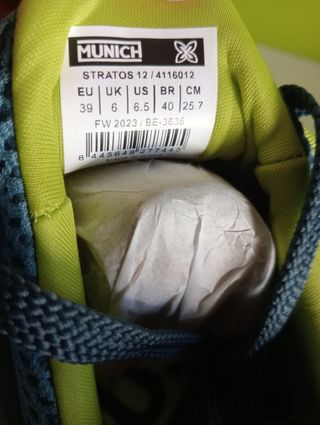 MUNICH
STRATOS 12 / 4116012
EU UK US BR CM
39 6 6.5 40 25.7
FW 2023 / BE-3636